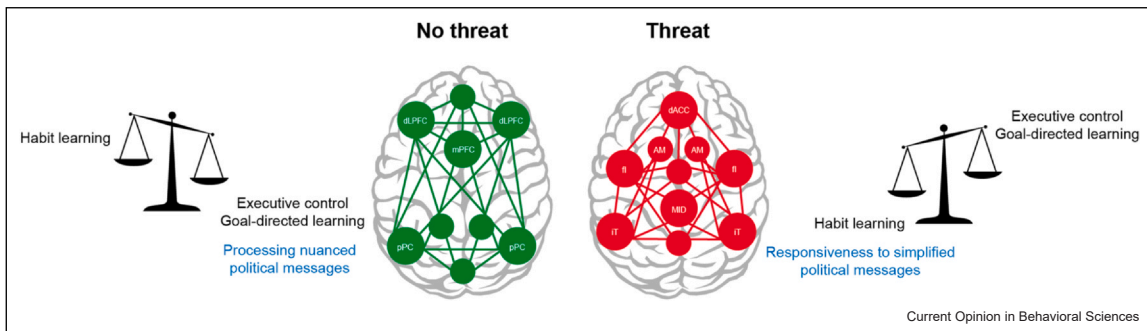 No threat
Threat
Habit learning
Executive control
Goal-directed learning
Processing nuanced
political messages
dLPFC
dLPFC
mPFC
pPC
pPC
dACC
AM
AM
fI
fI
MID
iT
iT
Executive control
Goal-directed learning
Habit learning
Responsiveness to simplified
political messages
Current Opinion in Behavioral Sciences